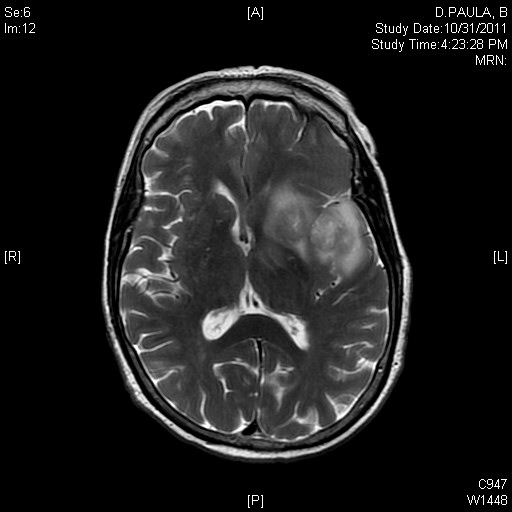 Se:6
Im:12
[A]
D.PAULA, B
Study Date:10/31/2011
Study Time:4:23:28 PM
MRN:
[R]
[L]
[P]
C947
W1448